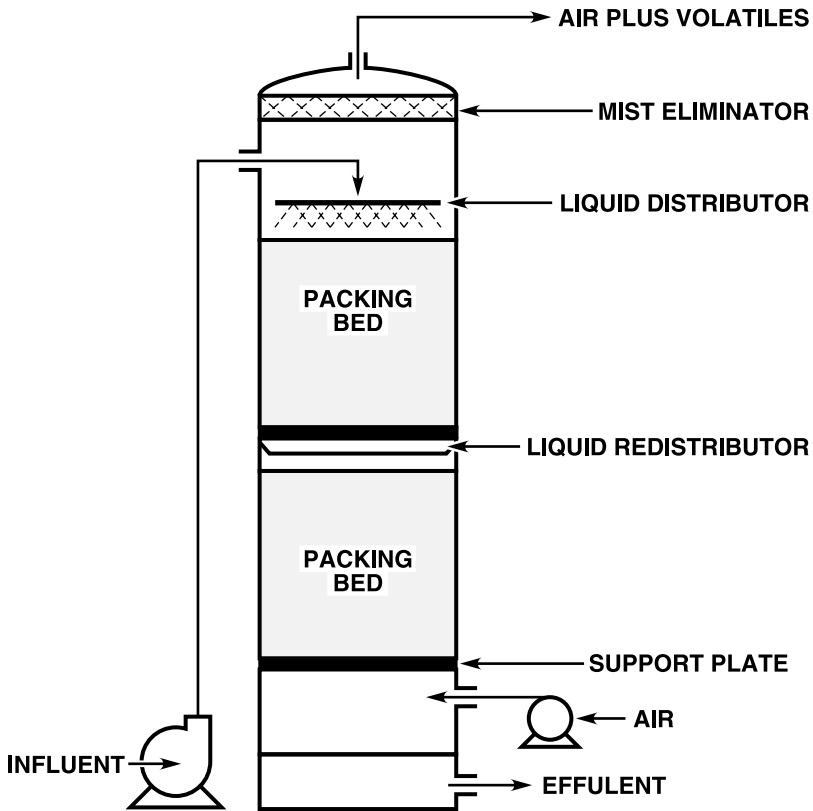 AIR PLUS VOLATILES
MIST ELIMINATOR
LIQUID DISTRIBUTOR
PACKING
BED
LIQUID REDISTRIBUTOR
PACKING
BED
SUPPORT PLATE
AIR
INFLUENT
EFFULENT